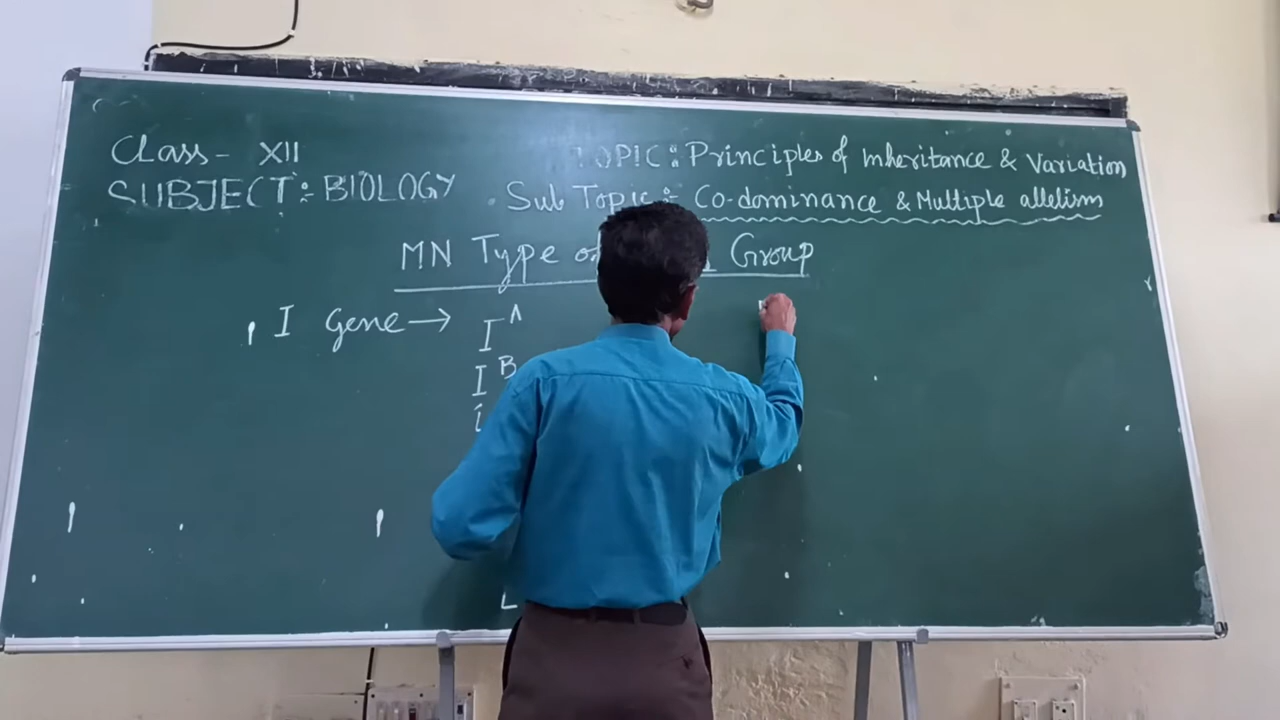 Class- XII
TOPIC:- Principles of Inheritance & Variation
SUBJECT:- BIOLOGY
Sub Topic:- Co-dominance & Multiple allelism
MN Type of Group
I Gene → I^A
I^B
i
L